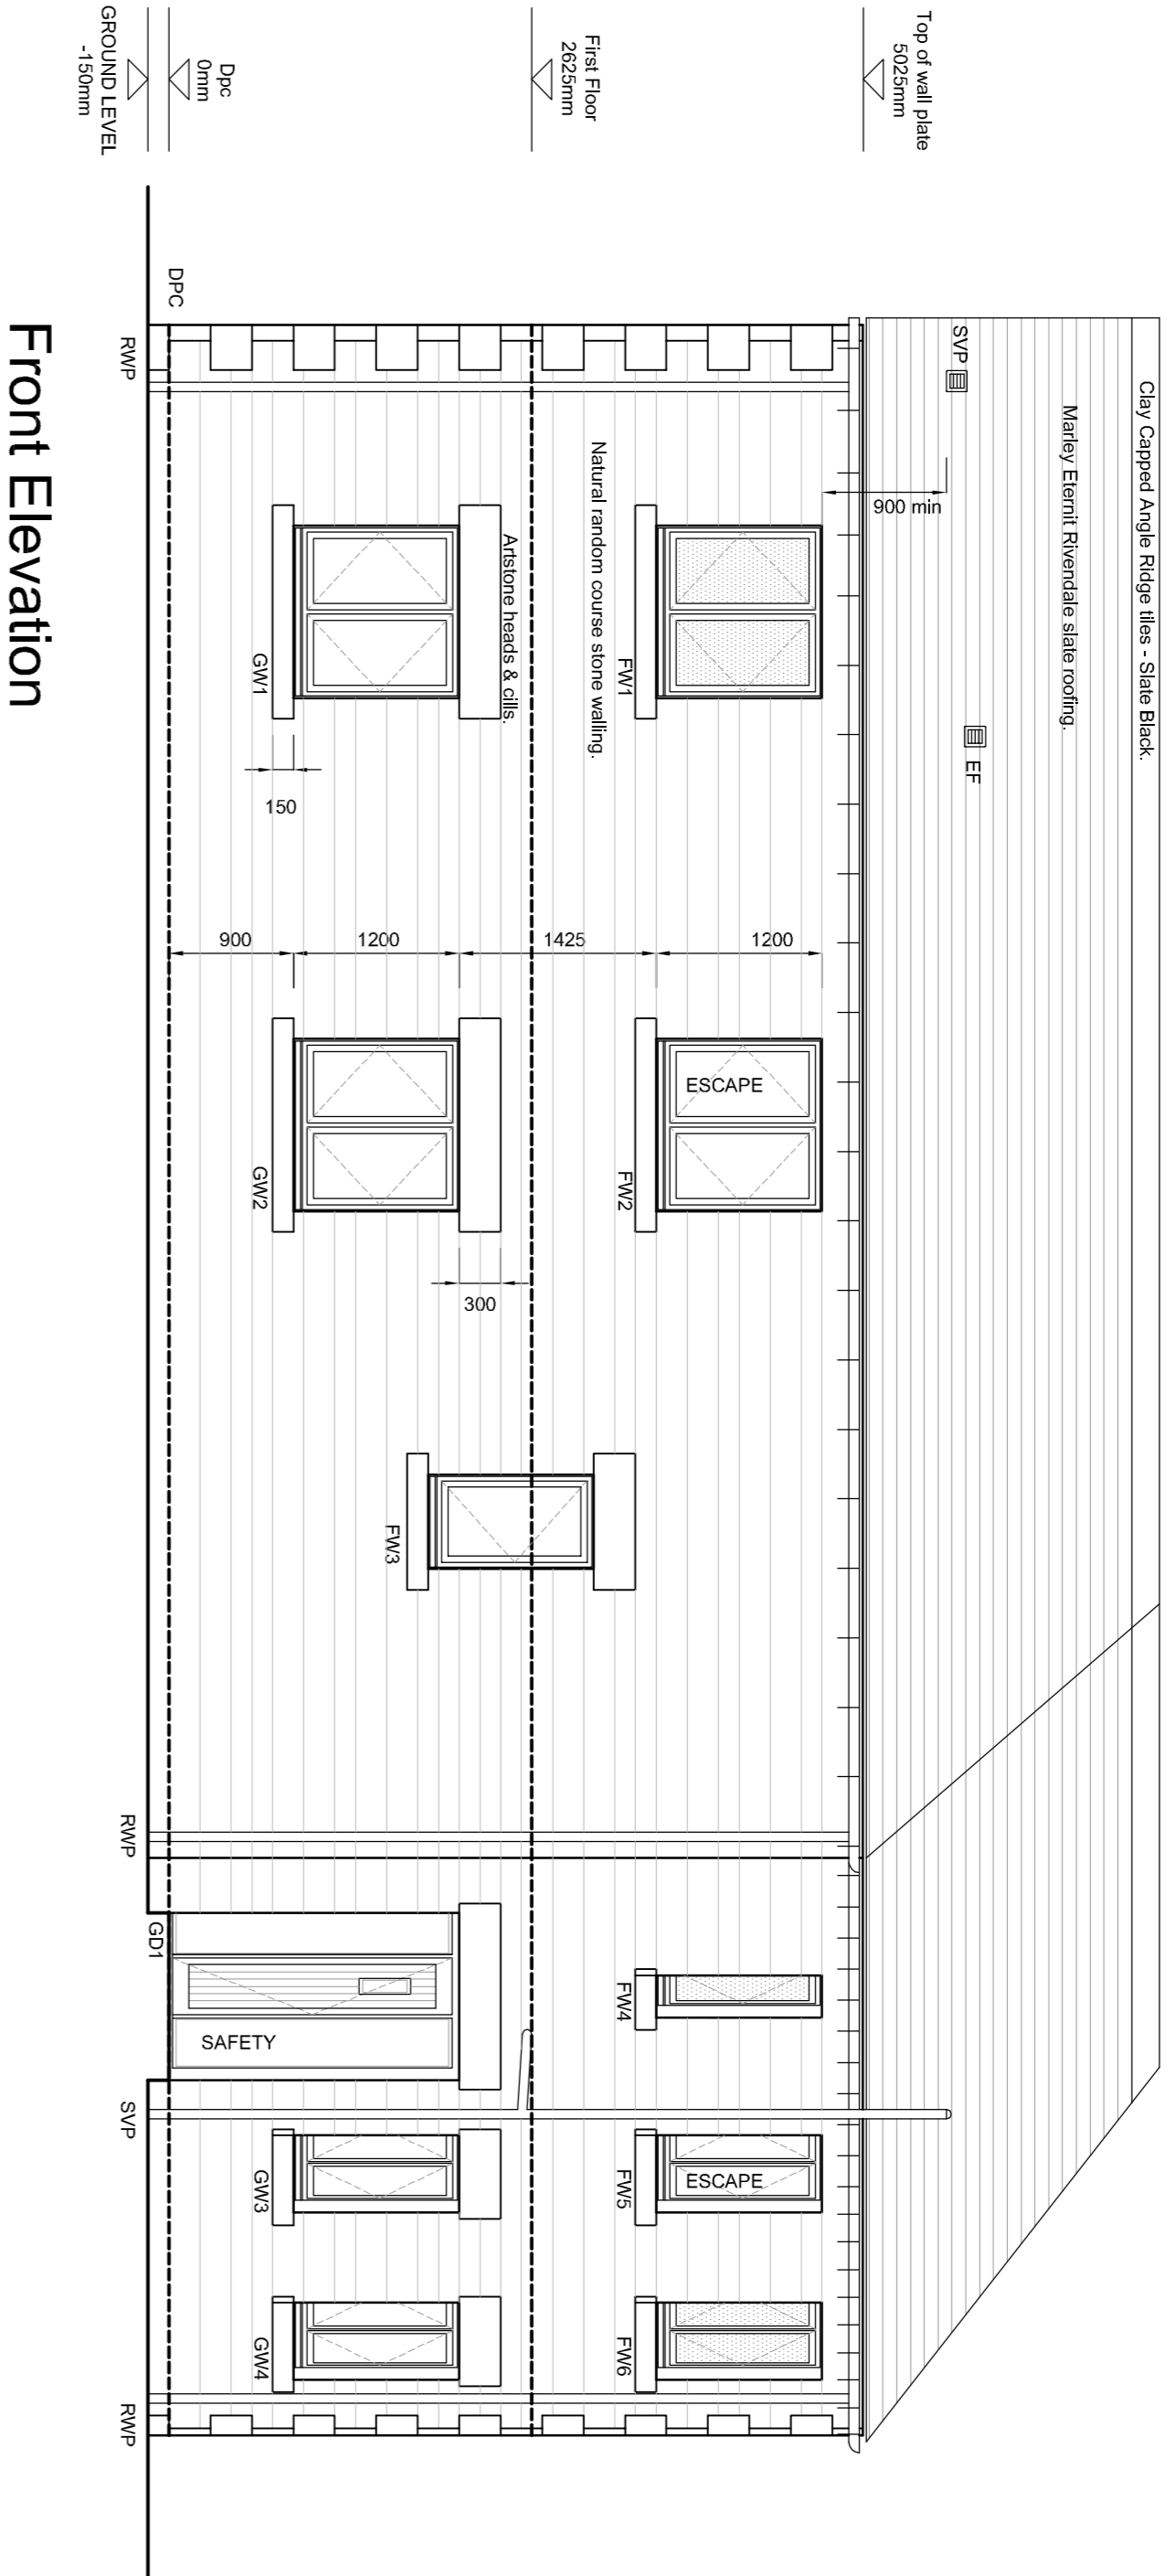 Clay Capped Angle Ridge tiles - Slate Black.
Marley Eternit Rivendale slate roofing.
SVP
EF
900 min
Top of wall plate
5025mm
First Floor
2625mm
Dpc
0mm
GROUND LEVEL
-150mm
Natural random course stone walling.
Artstone heads & cills.
FW1
FW2
FW4
FW5
FW6
ESCAPE
ESCAPE
1200
1425
1200
900
300
150
FW3
GW1
GW2
GW3
GW4
SAFETY
DPC
GD1
RWP
RWP
SVP
RWP
Front Elevation